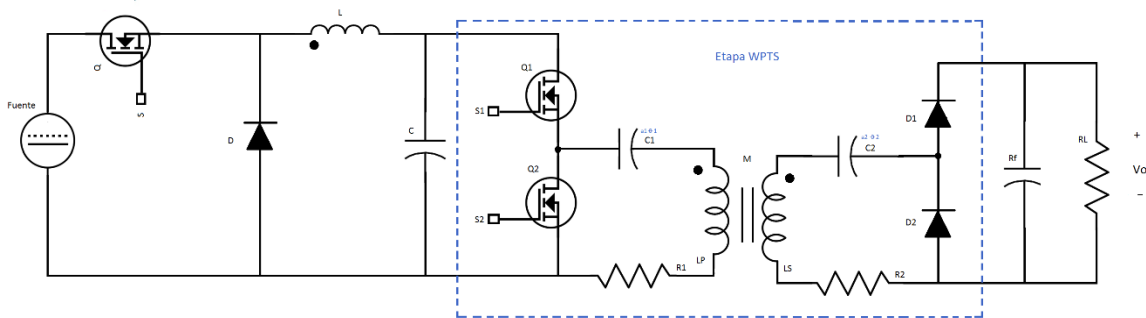 Fuente
Q
S
D
L
C
Etapa WPTS
Q1
S1
Q2
S2
C1
R1
LP
M
LS
C2
R2
D1
D2
Rf
RL
+
Vo
−